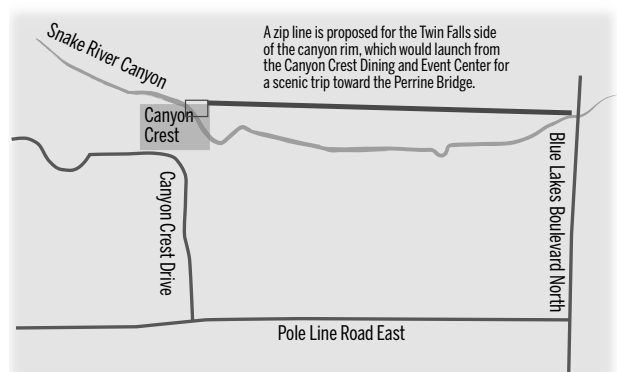 A zip line is proposed for the Twin Falls side
of the canyon rim, which would launch from
the Canyon Crest Dining and Event Center for
a scenic trip toward the Perrine Bridge.
Snake River Canyon
Canyon
Crest
Canyon Crest Drive
Blue Lakes Boulevard North
Pole Line Road East